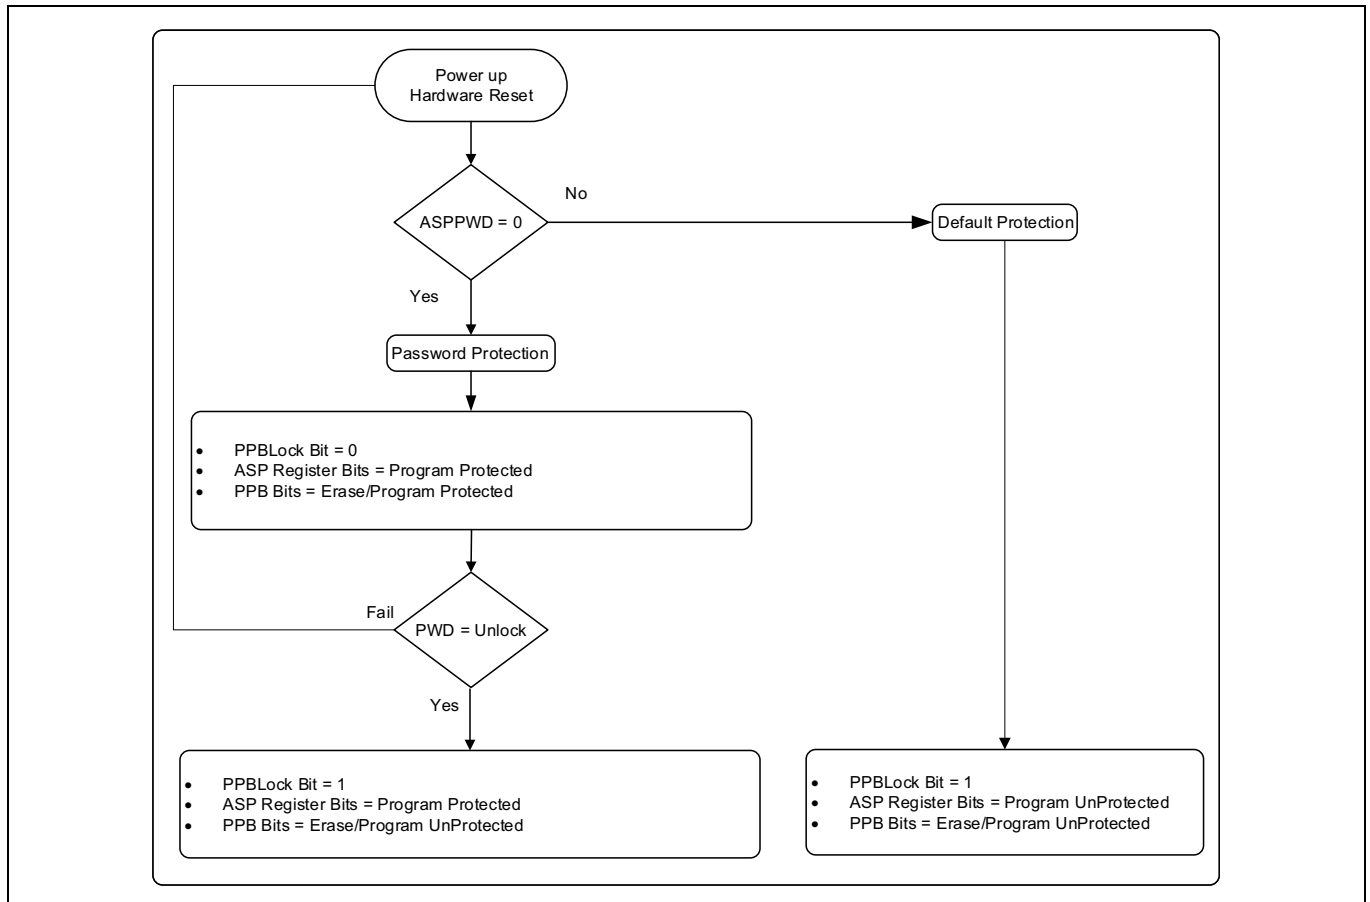 Power up
Hardware Reset
No
ASPPWD = 0
Default Protection
Yes
Password Protection
• PPBLock Bit = 0
• ASP Register Bits = Program Protected
• PPB Bits = Erase/Program Protected
Fail
PWD = Unlock
Yes
• PPBLock Bit = 1
• ASP Register Bits = Program Protected
• PPB Bits = Erase/Program UnProtected
• PPBLock Bit = 1
• ASP Register Bits = Program UnProtected
• PPB Bits = Erase/Program UnProtected